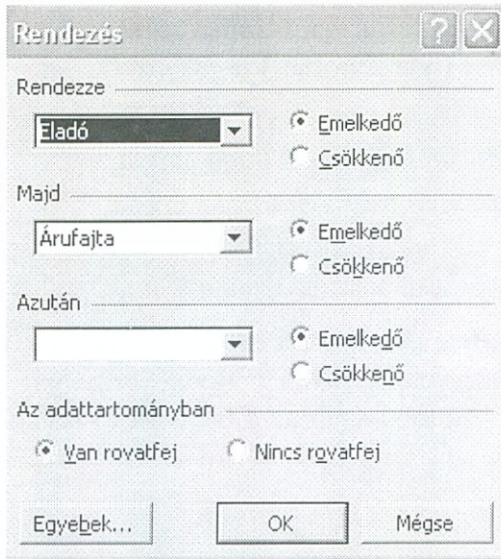 Rendezés
Rendezze
Eladó
Emelkedő
Csökkenő
Majd
Árufajta
Emelkedő
Csökkenő
Azután
Emelkedő
Csökkenő
Az adattartományban
Van rovatfej Nincs rovatfej
Egyebek... OK Mégse